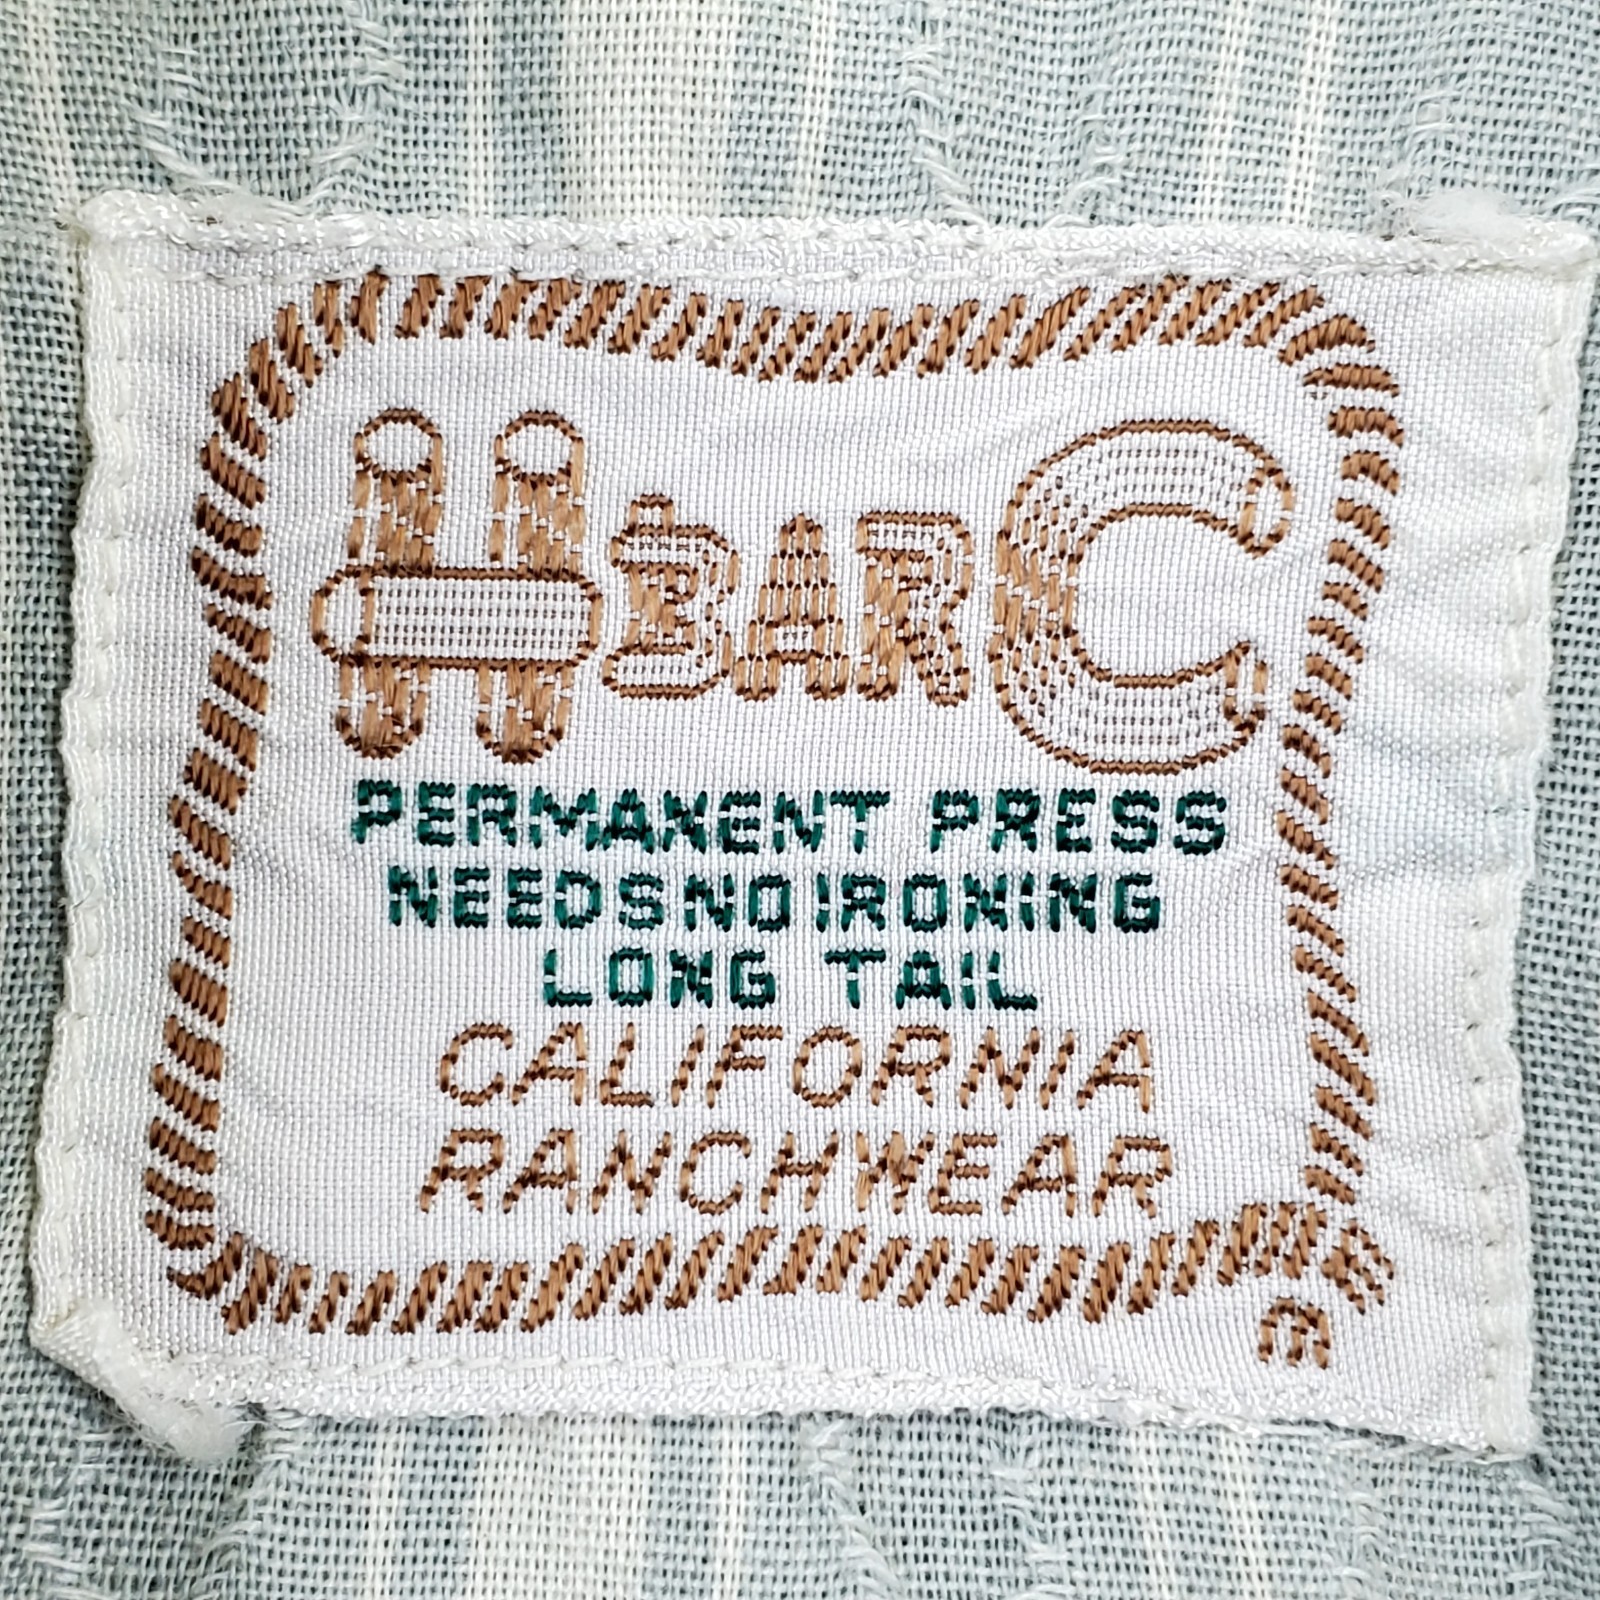 H BAR C
PERMANENT PRESS
NEEDS NO IRONING
LONG TAIL
CALIFORNIA
RANCHWEAR